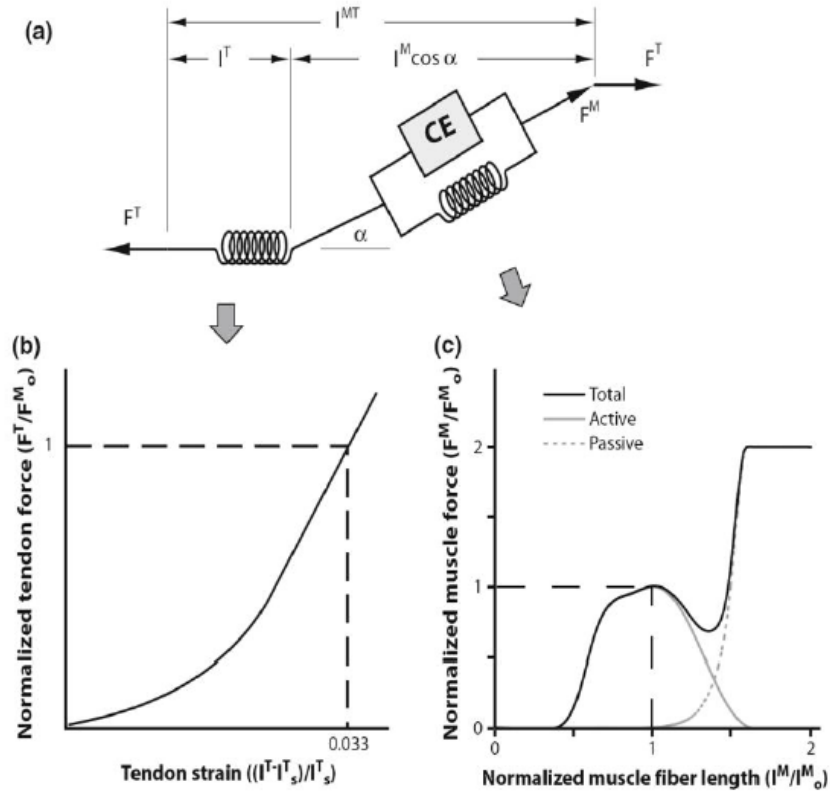 (a)
l^MT
l^T
l^M cos α
F^T
F^M
CE
F^T
α
(b)
Normalized tendon force (F^T/F^M_o)
1
0.033
Tendon strain ((l^T-l^T_s)/l^T_s)
(c)
Normalized muscle force (F^M/F^M_o)
Total
Active
Passive
2
1
0
0
1
2
Normalized muscle fiber length (l^M/l^M_o)